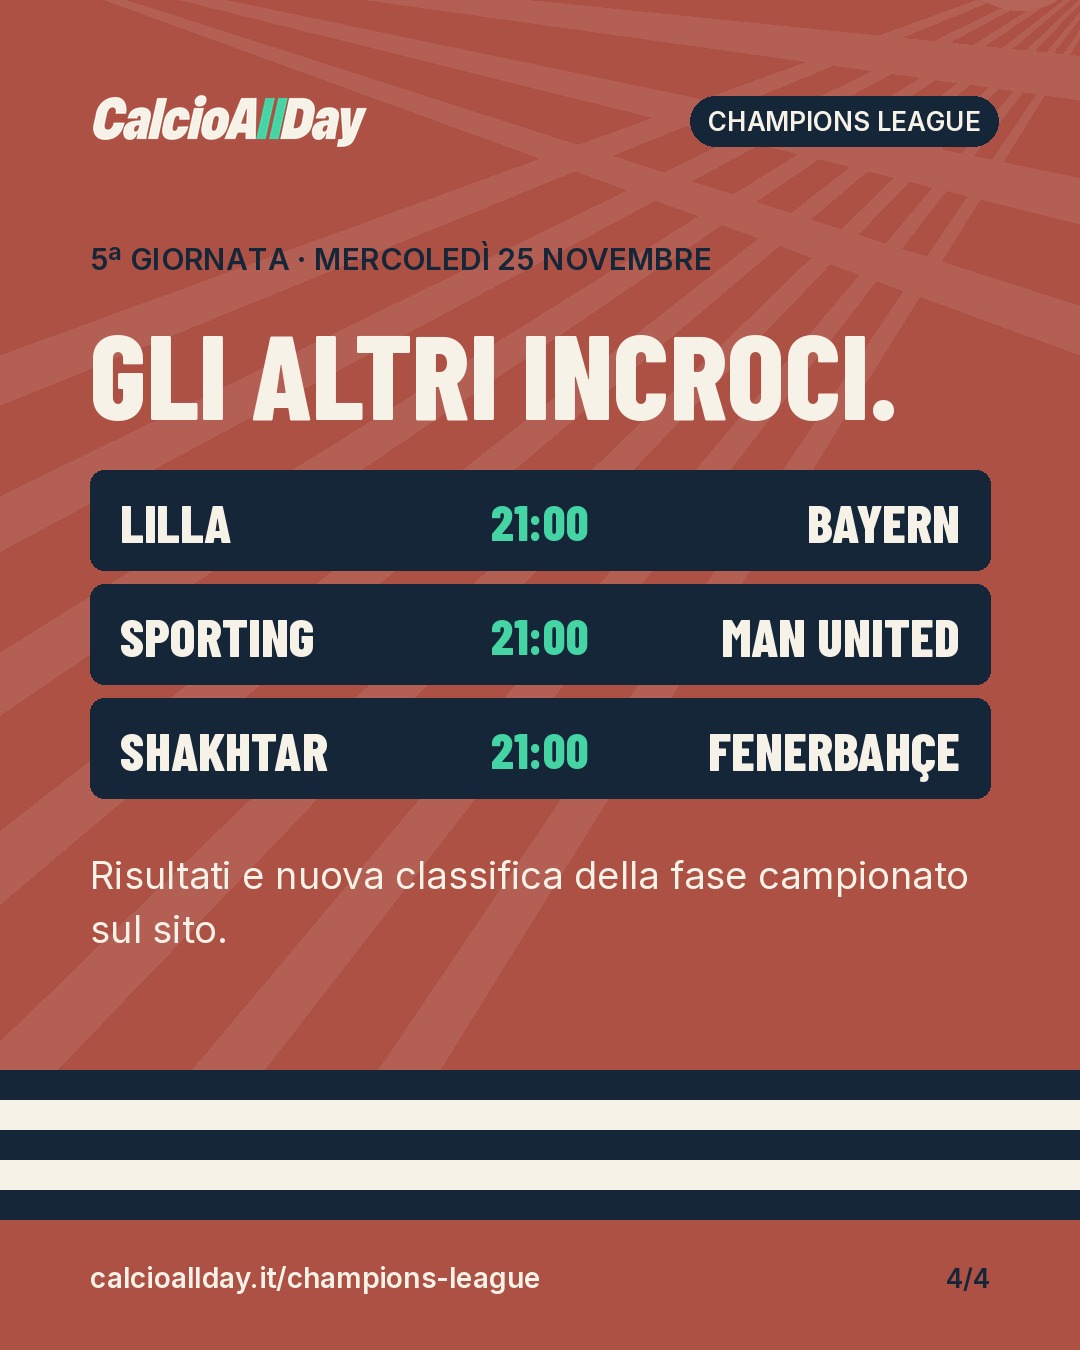 CalcioAllDay
CHAMPIONS LEAGUE
5ª GIORNATA · MERCOLEDÌ 25 NOVEMBRE
GLI ALTRI INCROCI.
LILLA 21:00 BAYERN
SPORTING 21:00 MAN UNITED
SHAKHTAR 21:00 FENERBAHÇE
Risultati e nuova classifica della fase campionato
sul sito.
calcioallday.it/champions-league
4/4